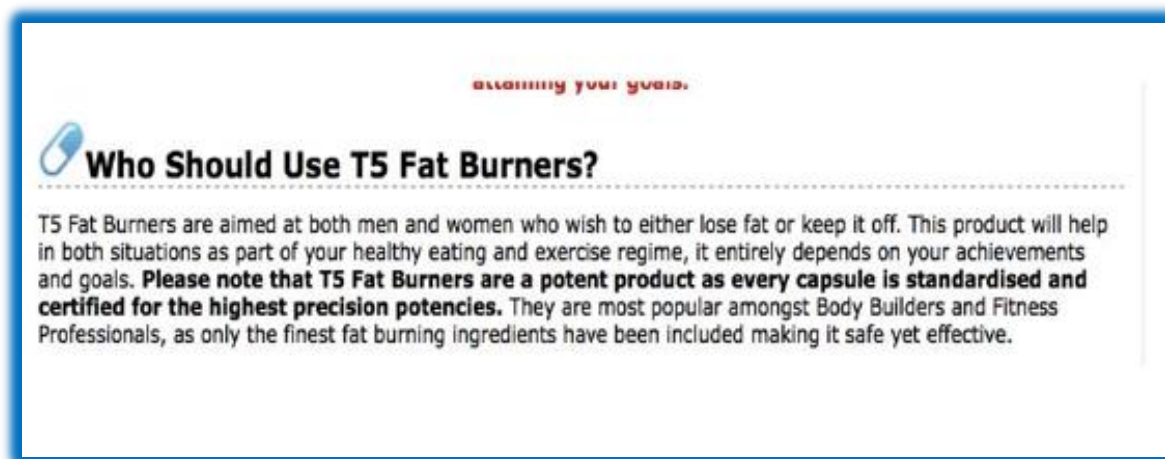 attaining your goals.
Who Should Use T5 Fat Burners?
T5 Fat Burners are aimed at both men and women who wish to either lose fat or keep it off. This product will help
in both situations as part of your healthy eating and exercise regime, it entirely depends on your achievements
and goals. Please note that T5 Fat Burners are a potent product as every capsule is standardised and
certified for the highest precision potencies. They are most popular amongst Body Builders and Fitness
Professionals, as only the finest fat burning ingredients have been included making it safe yet effective.